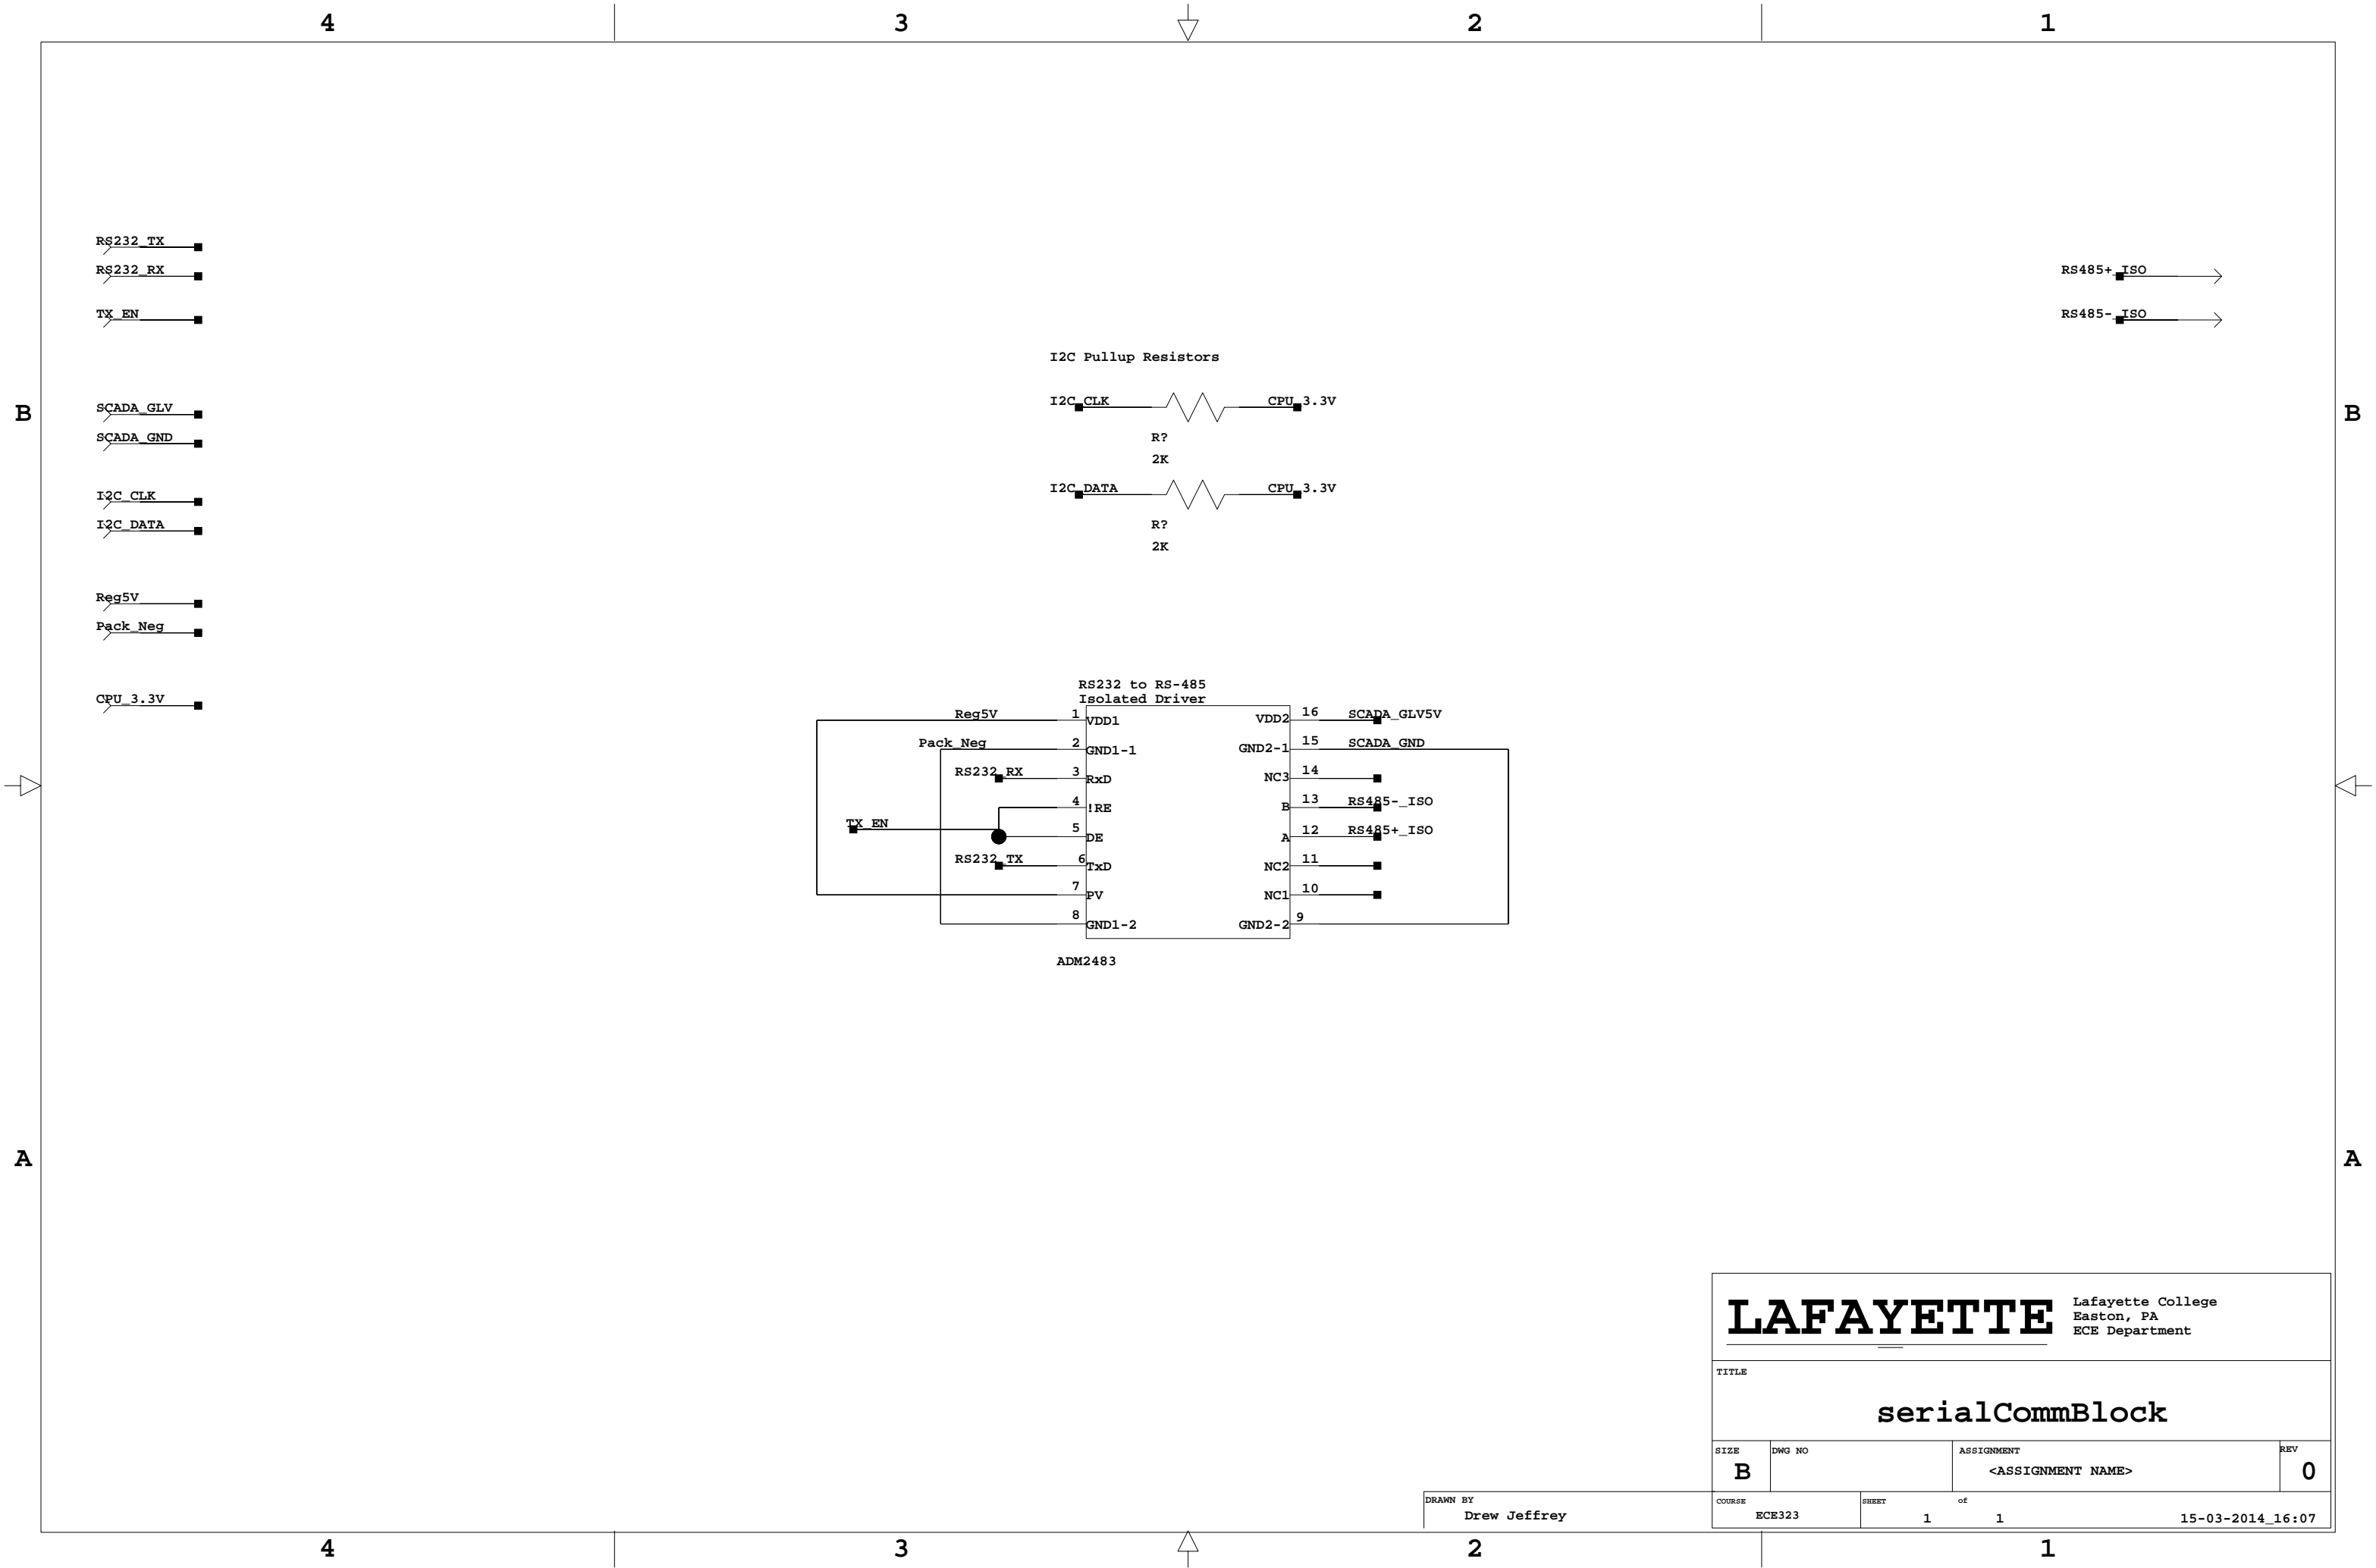 4 3 2 1
RS232_TX
RS232_RX
RS485+_ISO
TX_EN
RS485-_ISO
I2C Pullup Resistors
I2C_CLK CPU_3.3V
SCADA_GLV
B B
SCADA_GND
R?
2K
I2C_CLK
I2C_DATA CPU_3.3V
I2C_DATA
R?
2K
Reg5V
Pack_Neg
CPU_3.3V
RS232 to RS-485
Isolated Driver
Reg5V 1 VDD1 VDD2 16 SCADA_GLV5V
Pack_Neg 2 GND1-1 GND2-1 15 SCADA_GND
RS232_RX 3 RxD NC3 14
4 !RE B 13 RS485-_ISO
TX_EN 5 DE A 12 RS485+_ISO
RS232_TX 6 TxD NC2 11
7 PV NC1 10
8 GND1-2 GND2-2 9
ADM2483
A A
LAFAYETTE
Lafayette College
Easton, PA
ECE Department
TITLE
serialCommBlock
SIZE DWG NO ASSIGNMENT REV
B <ASSIGNMENT NAME> 0
DRAWN BY COURSE SHEET of
Drew Jeffrey ECE323 1 1 15-03-2014_16:07
4 3 2 1